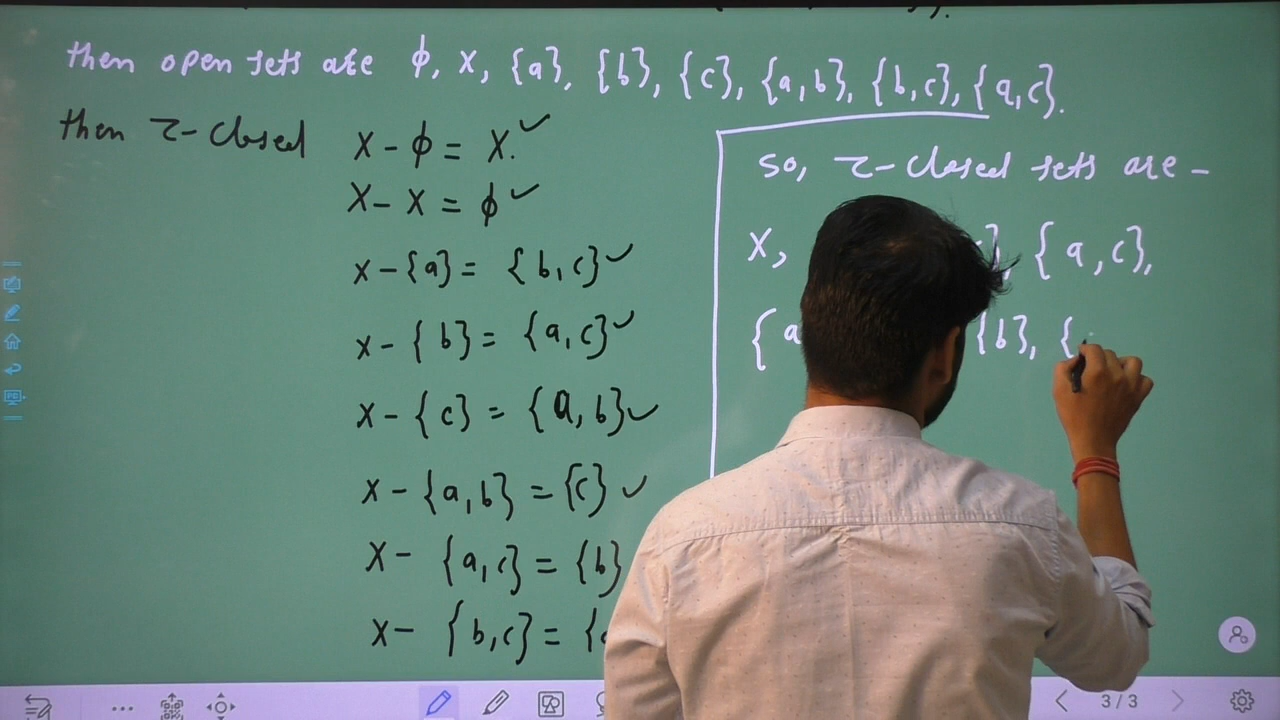 then open sets are ϕ, X, {a}, {b}, {c}, {a,b}, {b,c}, {a,c}.
then τ-closed
X - ϕ = X. ✓
X - X = ϕ ✓
X - {a} = {b,c} ✓
X - {b} = {a,c} ✓
X - {c} = {a,b} ✓
X - {a,b} = {c} ✓
X - {a,c} = {b}
X - {b,c} = {
so, τ-closed sets are -
X, }, {a,c},
{a {b}, {
3/3